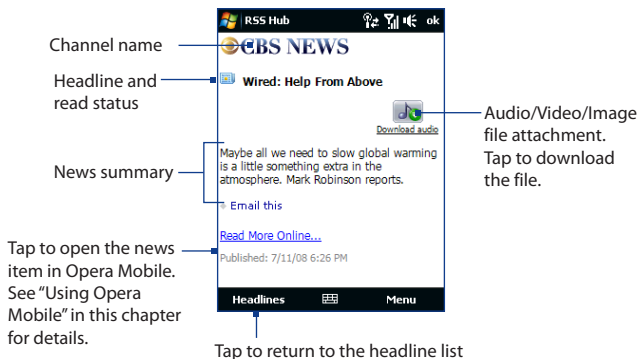 RSS Hub
ok
Channel name
CBS NEWS
Headline and
read status
Wired: Help From Above
Download audio
Audio/Video/Image
file attachment.
Tap to download
the file.
News summary
Maybe all we need to slow global warming
is a little something extra in the
atmosphere. Mark Robinson reports.
Email this
Read More Online...
Published: 7/11/08 6:26 PM
Tap to open the news
item in Opera Mobile.
See “Using Opera
Mobile” in this chapter
for details.
Headlines
Menu
Tap to return to the headline list